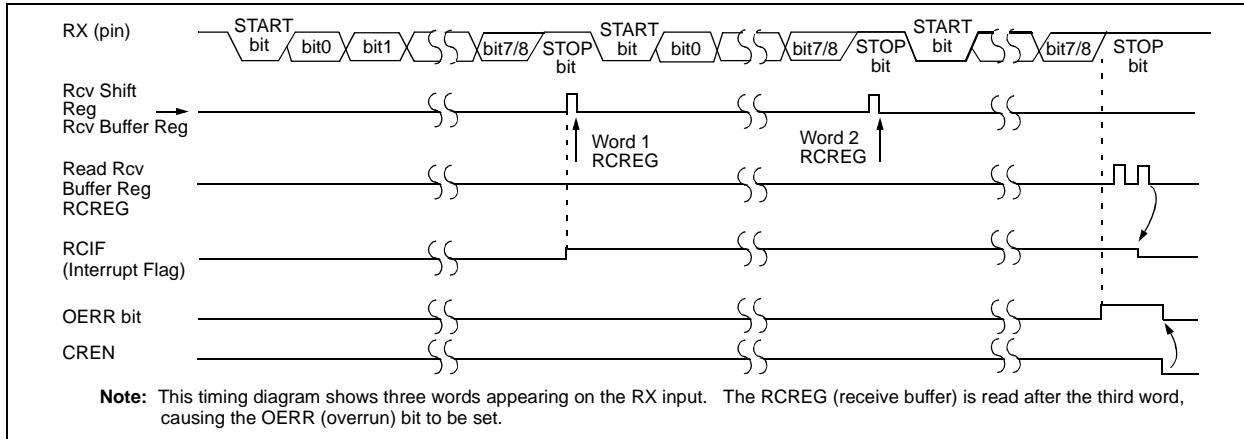 RX (pin)
START bit
bit0
bit1
bit7/8
STOP bit
START bit
bit0
bit7/8
STOP bit
START bit
bit7/8
STOP bit
Rcv Shift
Reg
Rcv Buffer Reg
Word 1
RCREG
Word 2
RCREG
Read Rcv
Buffer Reg
RCREG
RCIF
(Interrupt Flag)
OERR bit
CREN
Note: This timing diagram shows three words appearing on the RX input. The RCREG (receive buffer) is read after the third word,
causing the OERR (overrun) bit to be set.